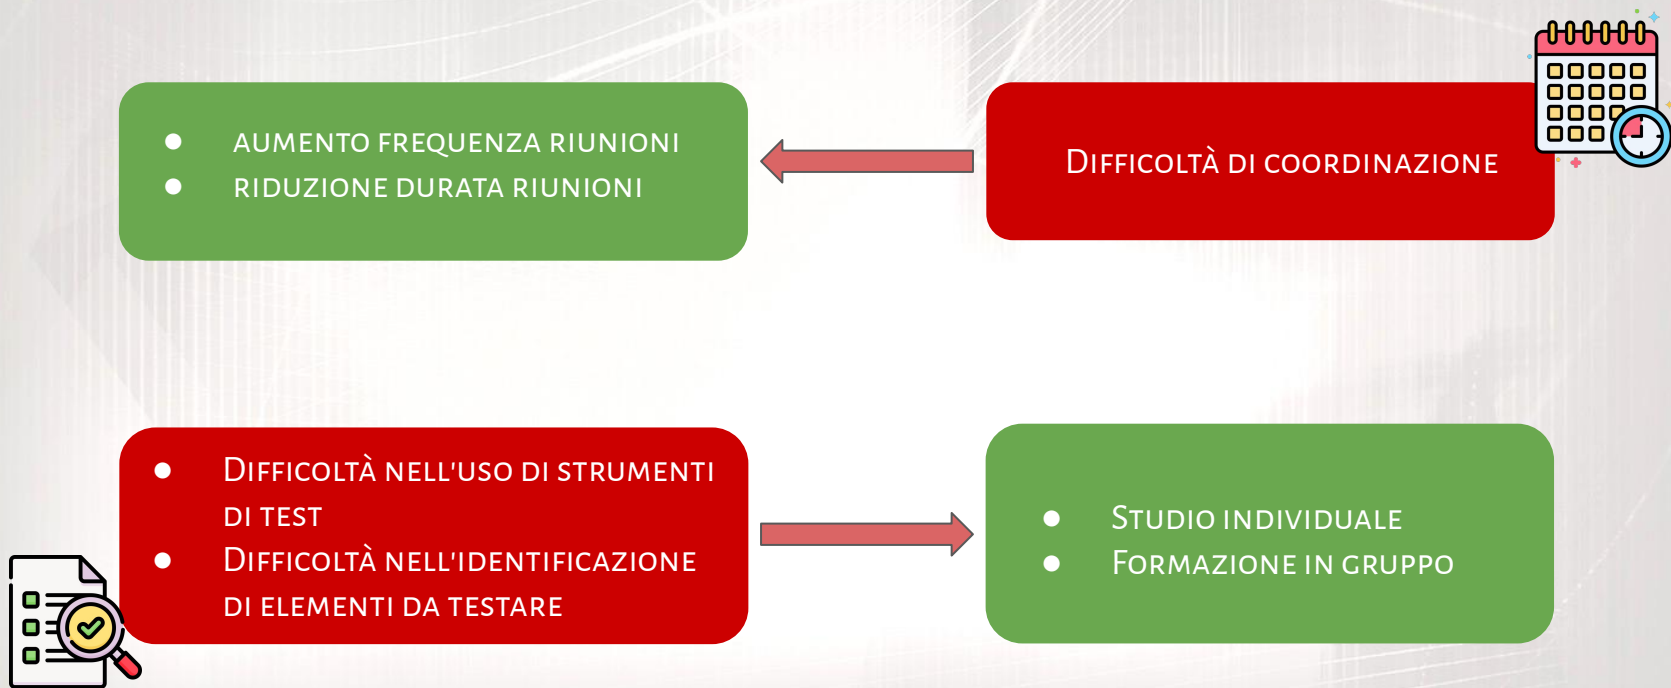 ● AUMENTO FREQUENZA RIUNIONI
● RIDUZIONE DURATA RIUNIONI
DIFFICOLTÀ DI COORDINAZIONE
● DIFFICOLTÀ NELL'USO DI STRUMENTI
DI TEST
● DIFFICOLTÀ NELL'IDENTIFICAZIONE
DI ELEMENTI DA TESTARE
● STUDIO INDIVIDUALE
● FORMAZIONE IN GRUPPO